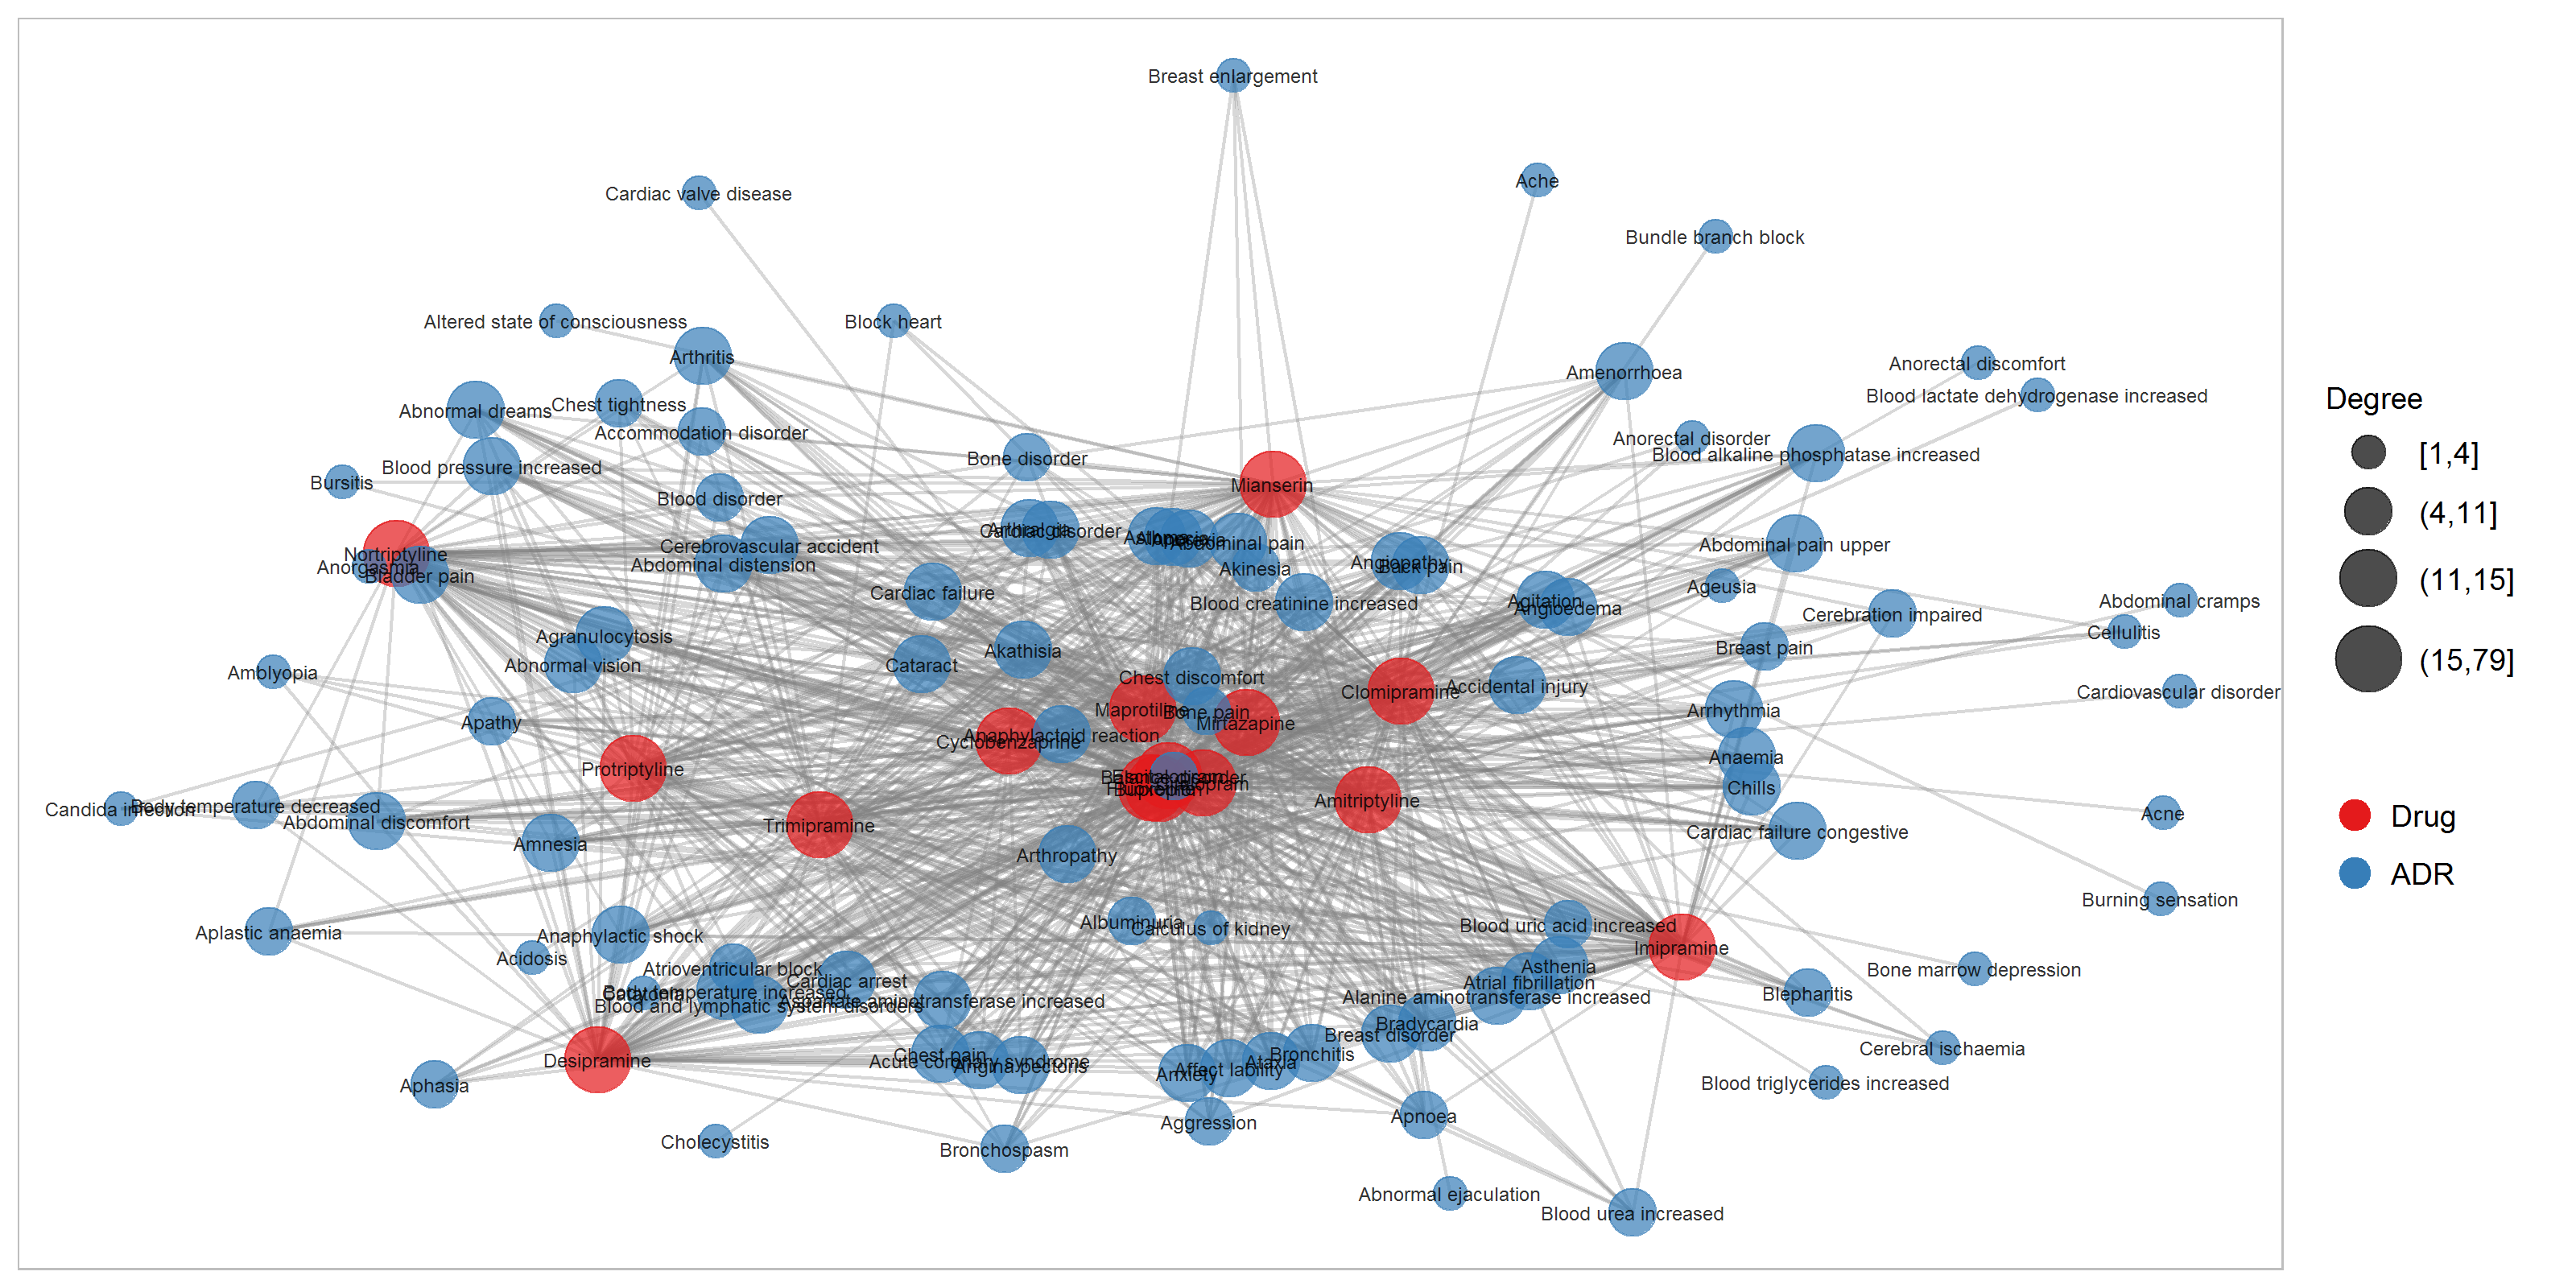 Breast enlargement
Cardiac valve disease
Ache
Bundle branch block
Altered state of consciousness
Block heart
Arthritis
Amenorrhoea
Anorectal discomfort
Blood lactate dehydrogenase increased
Abnormal dreams
Chest tightness
Accommodation disorder
Anorectal disorder
Blood alkaline phosphatase increased
Bone disorder
Blood pressure increased
Bursitis
Blood disorder
Mianserin
Arthralgia
Cardiac disorder
Abdominal pain
Cerebrovascular accident
Abdominal distension
Nortriptyline
Anorgasmia
Bladder pain
Akinesia
Angiopathy
Back pain
Abdominal pain upper
Ageusia
Cardiac failure
Blood creatinine increased
Agitation
Angioedema
Cerebration impaired
Abdominal cramps
Cellulitis
Agranulocytosis
Abnormal vision
Akathisia
Cataract
Breast pain
Amblyopia
Chest discomfort
Clomipramine
Accidental injury
Cardiovascular disorder
Maprotiline
Bone pain
Mirtazapine
Arrhythmia
Apathy
Anaphylactoid reaction
Cyclobenzaprine
Anaemia
Protriptyline
Escitalopram
Balance disorder
Bupropion
Chills
Amitriptyline
Candida infection
Body temperature decreased
Abdominal discomfort
Trimipramine
Acne
Amnesia
Cardiac failure congestive
Arthropathy
Burning sensation
Aplastic anaemia
Anaphylactic shock
Albuminuria
Calculus of kidney
Blood uric acid increased
Imipramine
Acidosis
Atrioventricular block
Cardiac arrest
Asthenia
Atrial fibrillation
Alanine aminotransferase increased
Bone marrow depression
Catatonia
Body temperature increased
Blood and lymphatic system disorders
Aspartate aminotransferase increased
Blepharitis
Bradycardia
Breast disorder
Desipramine
Chest pain
Acute coronary syndrome
Angina pectoris
Anxiety
Affect lability
Ataxia
Bronchitis
Cerebral ischaemia
Aphasia
Blood triglycerides increased
Aggression
Apnoea
Cholecystitis
Bronchospasm
Abnormal ejaculation
Blood urea increased
Degree
[1,4]
(4,11]
(11,15]
(15,79]
Drug
ADR